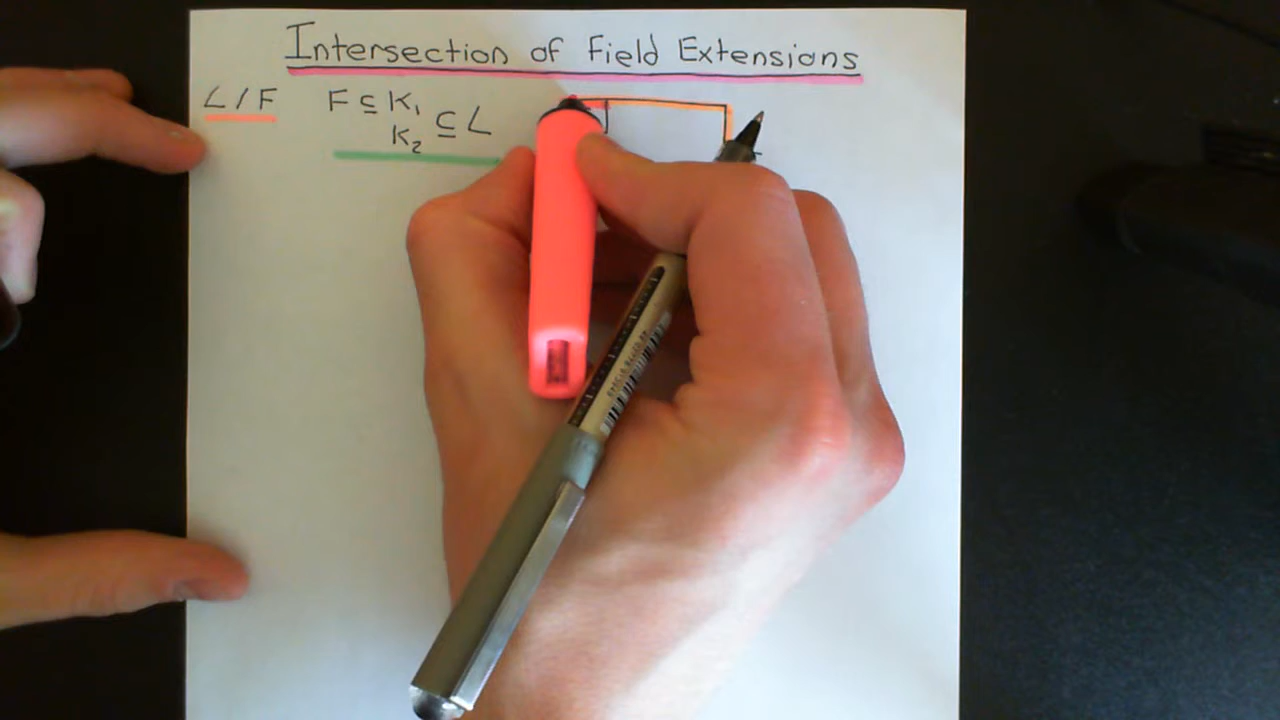 Intersection of Field Extensions
L/F F ⊆ K₁
K₂ ⊆ L